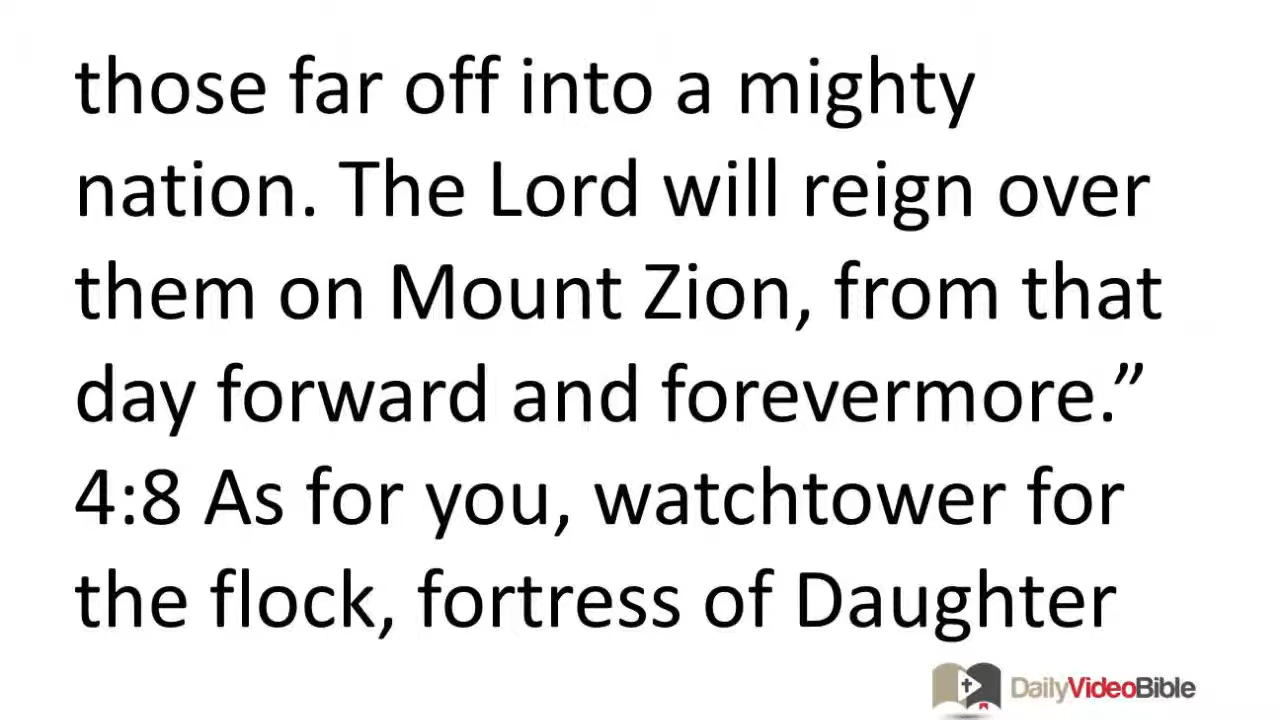 those far off into a mighty
nation. The Lord will reign over
them on Mount Zion, from that
day forward and forevermore.”
4:8 As for you, watchtower for
the flock, fortress of Daughter
DailyVideoBible